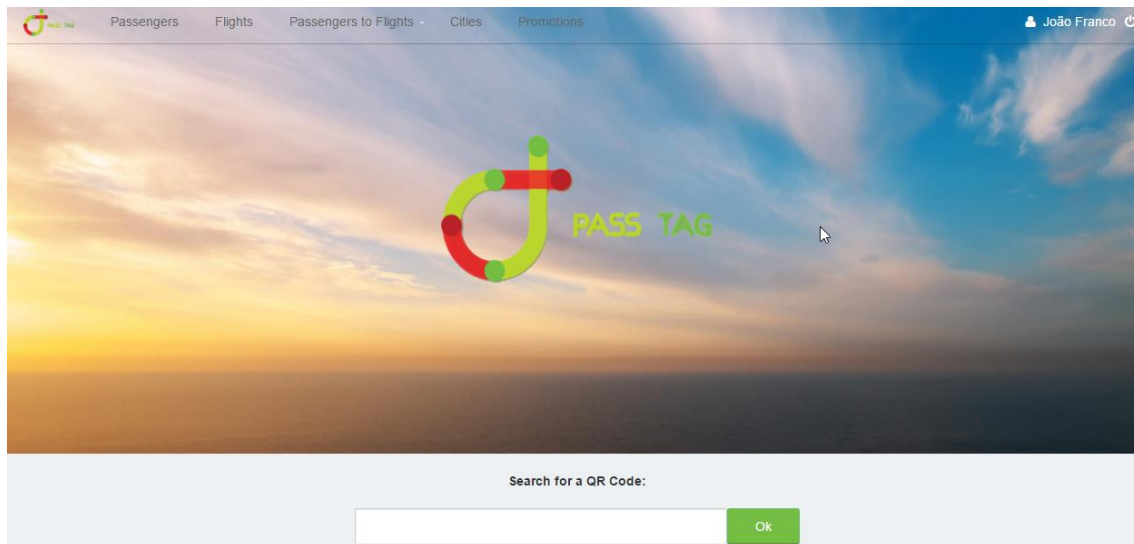 PASS TAG Passengers Flights Passengers to Flights Cities Promotions João Franco
PASS TAG
Search for a QR Code:
Ok